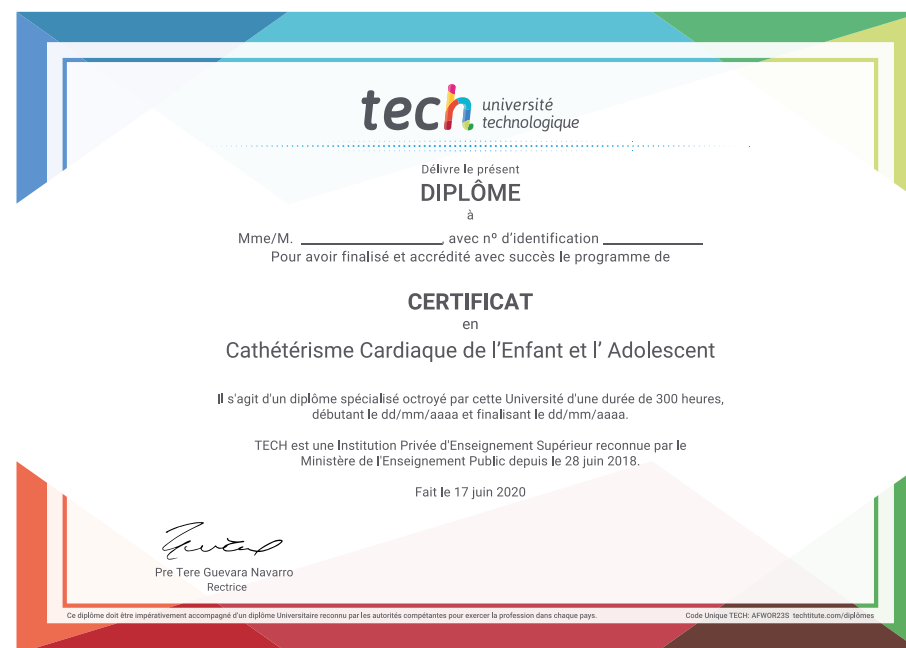 tech université
technologique
Délivre le présent
DIPLÔME
à
Mme/M. ____________________, avec nº d'identification ______________
Pour avoir finalisé et accrédité avec succès le programme de
CERTIFICAT
en
Cathétérisme Cardiaque de l'Enfant et l' Adolescent
Il s'agit d'un diplôme spécialisé octroyé par cette Université d'une durée de 300 heures,
débutant le dd/mm/aaaa et finalisant le dd/mm/aaaa.
TECH est une Institution Privée d'Enseignement Supérieur reconnue par le
Ministère de l'Enseignement Public depuis le 28 juin 2018.
Fait le 17 juin 2020
Pre Tere Guevara Navarro
Rectrice
Ce diplôme doit être impérativement accompagné d'un diplôme Universitaire reconnu par les autorités compétantes pour exercer la profession dans chaque pays.
Code Unique TECH: AFWOR23S techtitute.com/diplômes